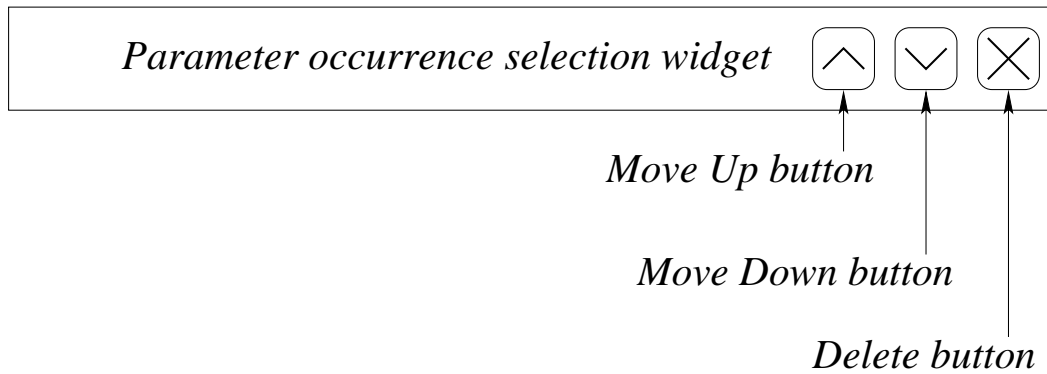 Parameter occurrence selection widget
Move Up button
Move Down button
Delete button